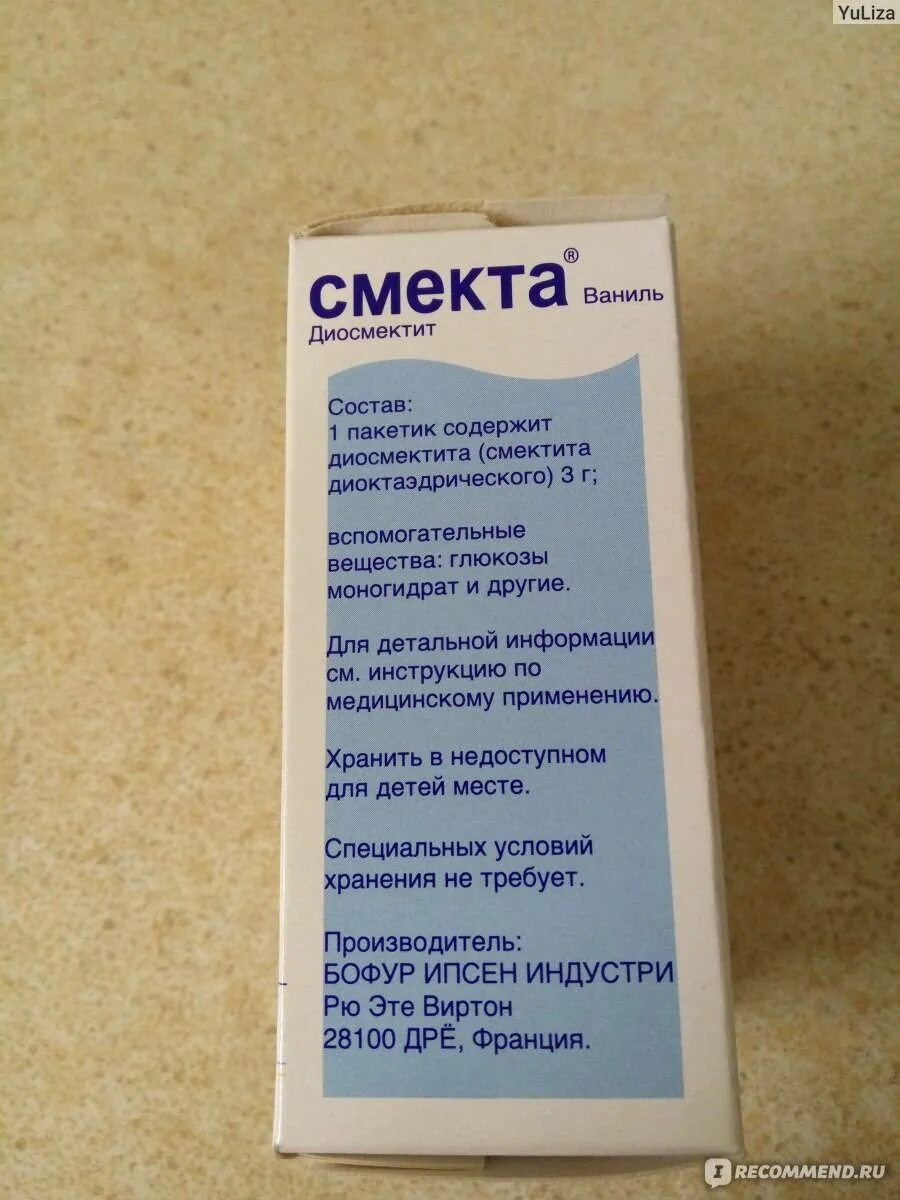 YuLiza
смекта® Ваниль
Диосмектит
Состав:
1 пакетик содержит
диосмектита (смектита
диоктаэдрического) 3 г;
вспомогательные
вещества: глюкозы
моногидрат и другие.
Для детальной информации
см. инструкцию по
медицинскому применению.
Хранить в недоступном
для детей месте.
Специальных условий
хранения не требует.
Производитель:
БОФУР ИПСЕН ИНДУСТРИ
Рю Эте Виртон
28100 ДРЁ, Франция.
I RECOMMEND.RU